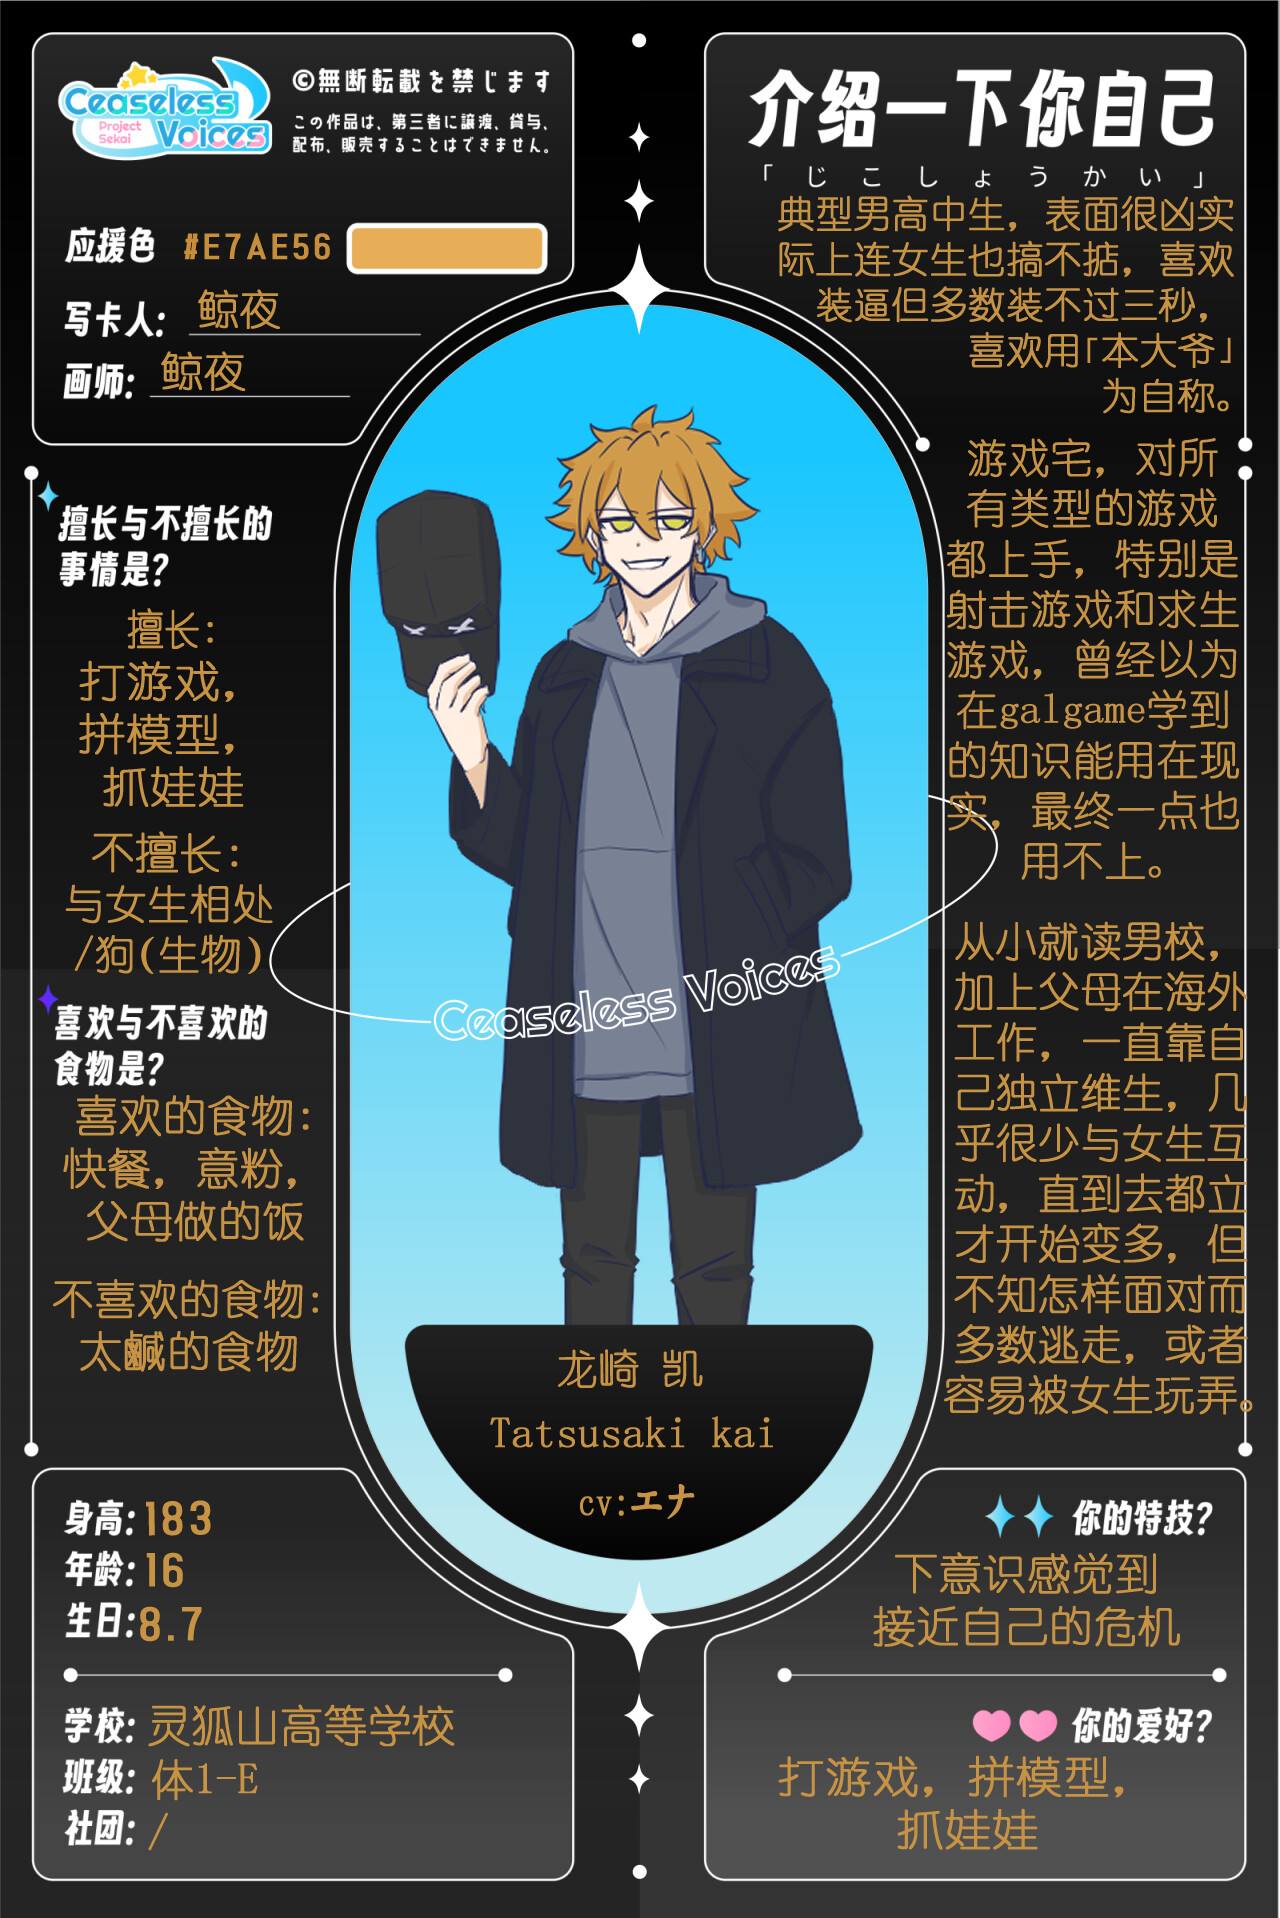 Ceaseless
Project
Sekai
Voices
©無断転載を禁じます
この作品は、第三者に譲渡、貸与、
配布、販売することはできません。
应援色 #E7AE56
写卡人: 鲸夜
画师: 鲸夜
介绍一下你自己
「じこしょうかい」
典型男高中生，表面很凶实
际上连女生也搞不掂，喜欢
装逼但多数装不过三秒，
喜欢用「本大爷」
为自称。
游戏宅，对所
有类型的游戏
都上手，特别是
射击游戏和求生
游戏，曾经以为
在galgame学到
的知识能用在现
实，最终一点也
用不上。
从小就读男校，
加上父母在海外
工作，一直靠自
己独立维生，几
乎很少与女生互
动，直到去都立
才开始变多，但
不知怎样面对而
多数逃走，或者
容易被女生玩弄。
擅长与不擅长的
事情是?
擅长:
打游戏，
拼模型，
抓娃娃
不擅长:
与女生相处
/狗(生物)
喜欢与不喜欢的
食物是?
喜欢的食物:
快餐，意粉，
父母做的饭
不喜欢的食物:
太鹹的食物
Ceaseless Voices
龙崎 凯
Tatsusaki kai
cv:エナ
身高:183
年龄:16
生日:8.7
学校: 灵狐山高等学校
班级: 体1-E
社团: /
你的特技?
下意识感觉到
接近自己的危机
你的爱好?
打游戏，拼模型，
抓娃娃